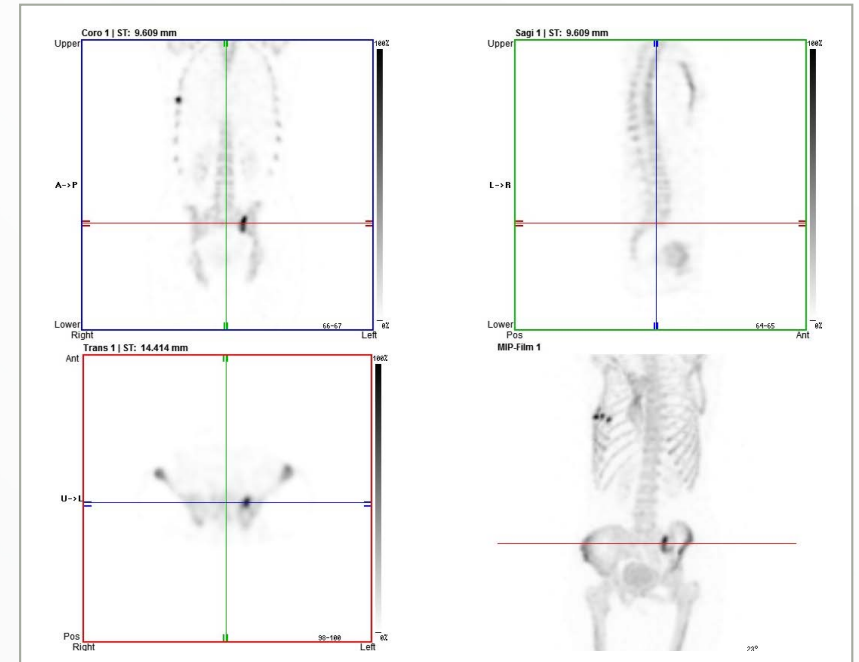 Coro 1 | ST: 9.609 mm
Upper
100%
A->P
Lower
66-67
0%
Right
Left
Sagi 1 | ST: 9.609 mm
Upper
100%
L->R
Lower
64-65
0%
Pos
Ant
Trans 1 | ST: 14.414 mm
Ant
100%
U->L
Pos
98-100
0%
Right
Left
MIP-Film 1
23°